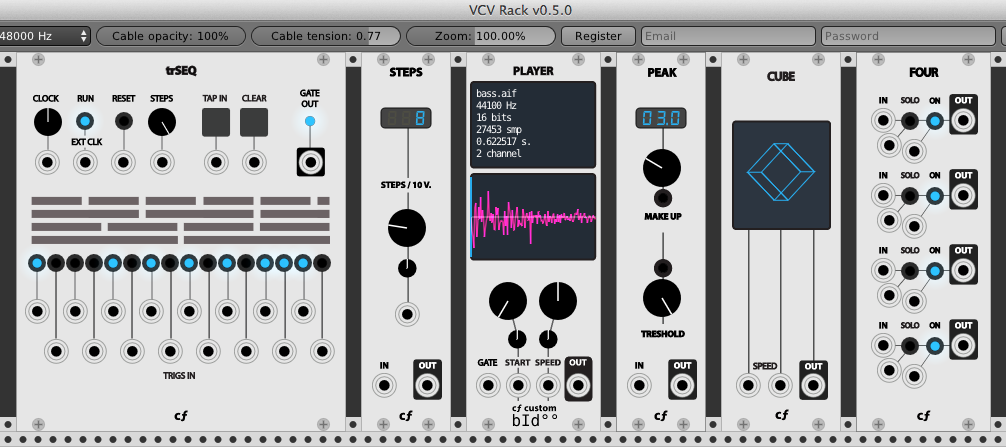 VCV Rack v0.5.0
48000 Hz
Cable opacity: 100%
Cable tension: 0.77
Zoom: 100.00%
Register
Email
Password
trSEQ
CLOCK RUN RESET STEPS TAP IN CLEAR GATE OUT
EXT CLK
TRIGS IN
cf
STEPS
8
STEPS / 10 V.
IN OUT
cf
PLAYER
bass.aif
44100 Hz
16 bits
27453 smp
0.622517 s.
2 channel
GATE START SPEED OUT
cf custom
bId°°
PEAK
03.0
MAKE UP
TRESHOLD
IN OUT
cf
CUBE
SPEED OUT
cf
FOUR
IN SOLO ON OUT
IN SOLO ON OUT
IN SOLO ON OUT
IN SOLO ON OUT
cf